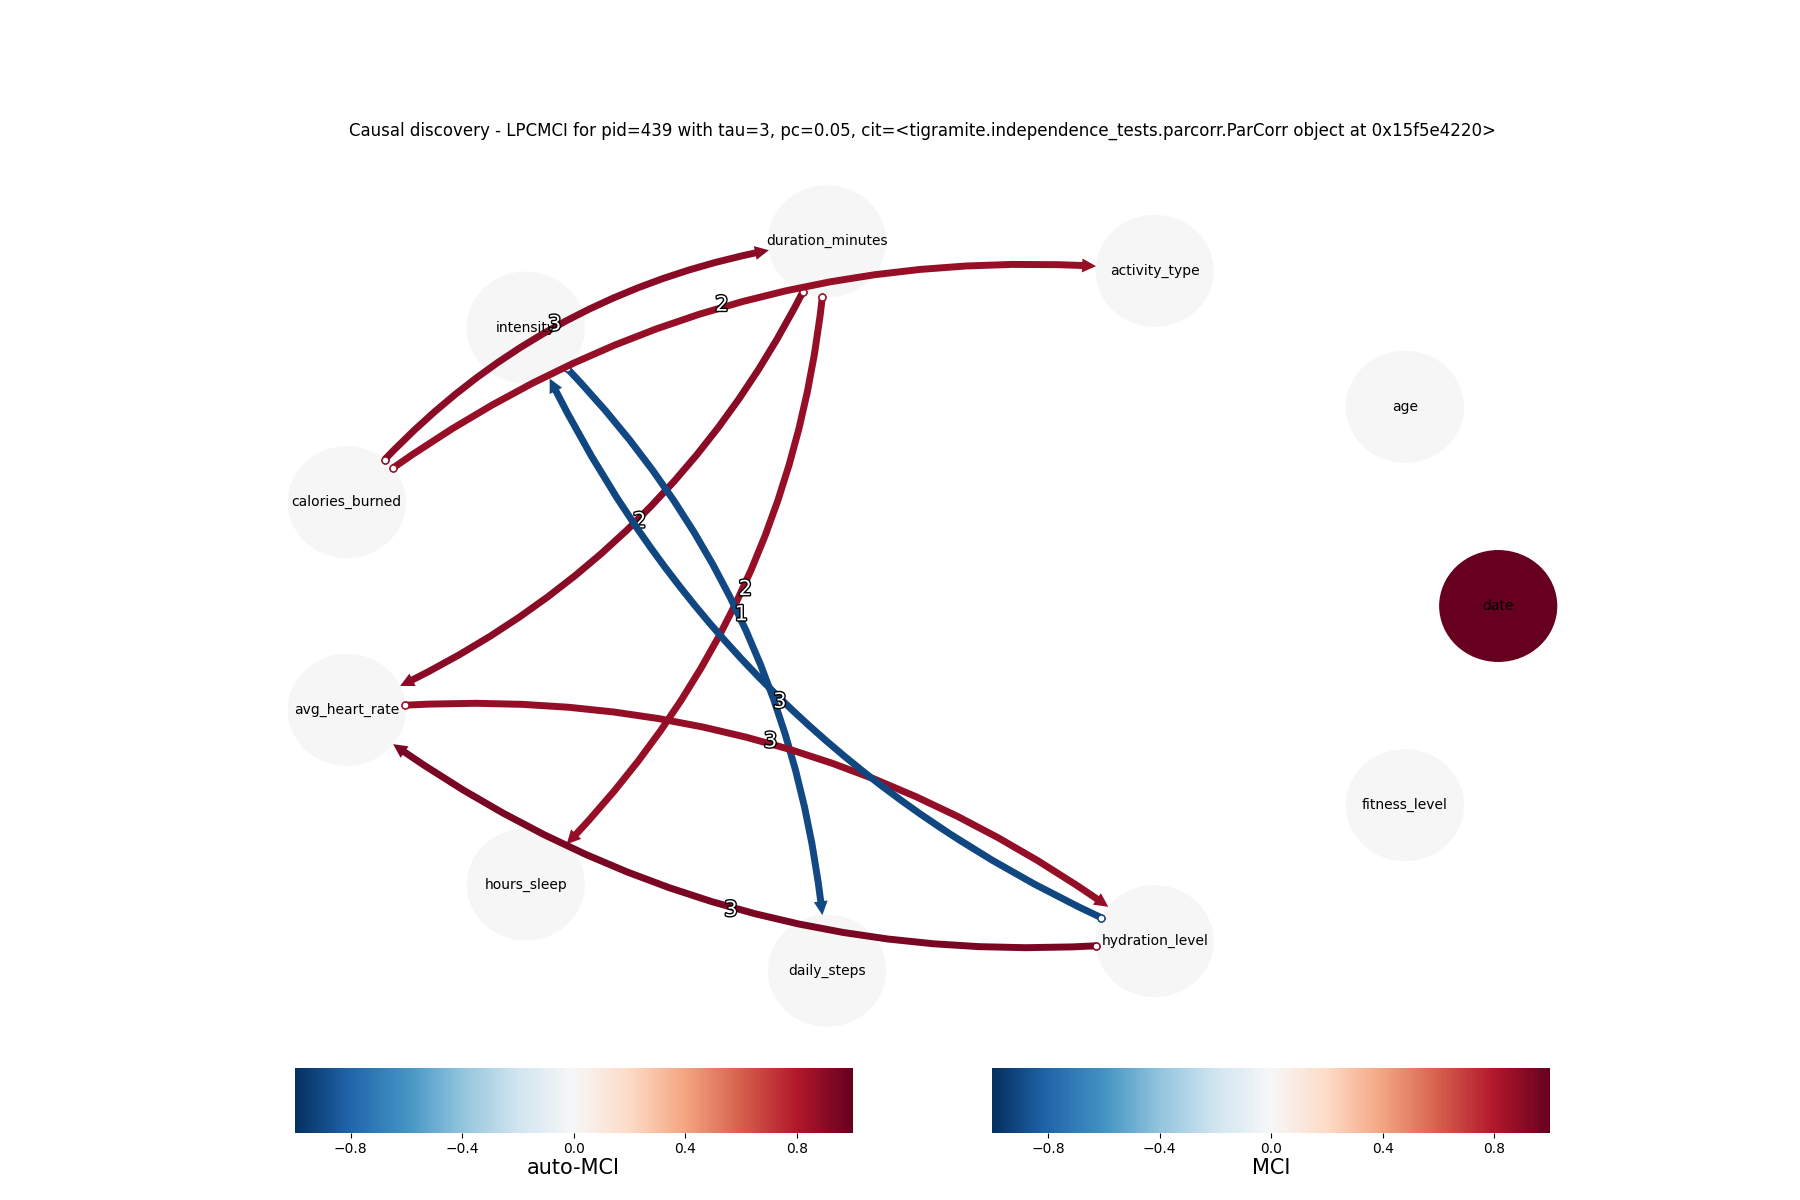 Causal discovery - LPCMCI for pid=439 with tau=3, pc=0.05, cit=<tigramite.independence_tests.parcorr.ParCorr object at 0x15f5e4220>
duration_minutes
activity_type
2
3
intensity
age
calories_burned
2
2
1
date
3
avg_heart_rate
3
fitness_level
hours_sleep
3
hydration_level
daily_steps
−0.8 −0.4 0.0 0.4 0.8
auto-MCI
−0.8 −0.4 0.0 0.4 0.8
MCI